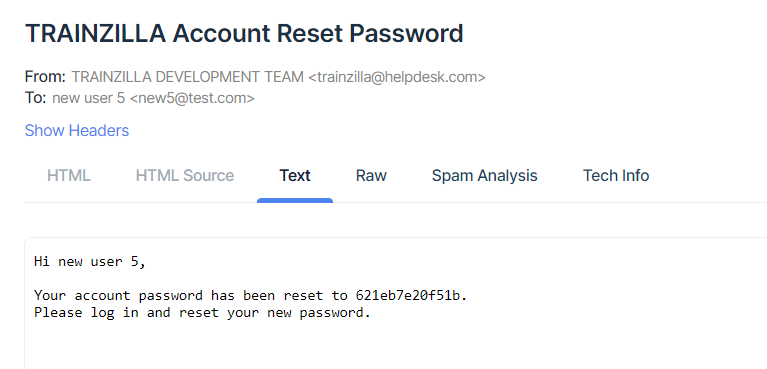 TRAINZILLA Account Reset Password
From: TRAINZILLA DEVELOPMENT TEAM <trainzilla@helpdesk.com>
To: new user 5 <new5@test.com>
Show Headers
HTML HTML Source Text Raw Spam Analysis Tech Info
Hi new user 5,
Your account password has been reset to 621eb7e20f51b.
Please log in and reset your new password.